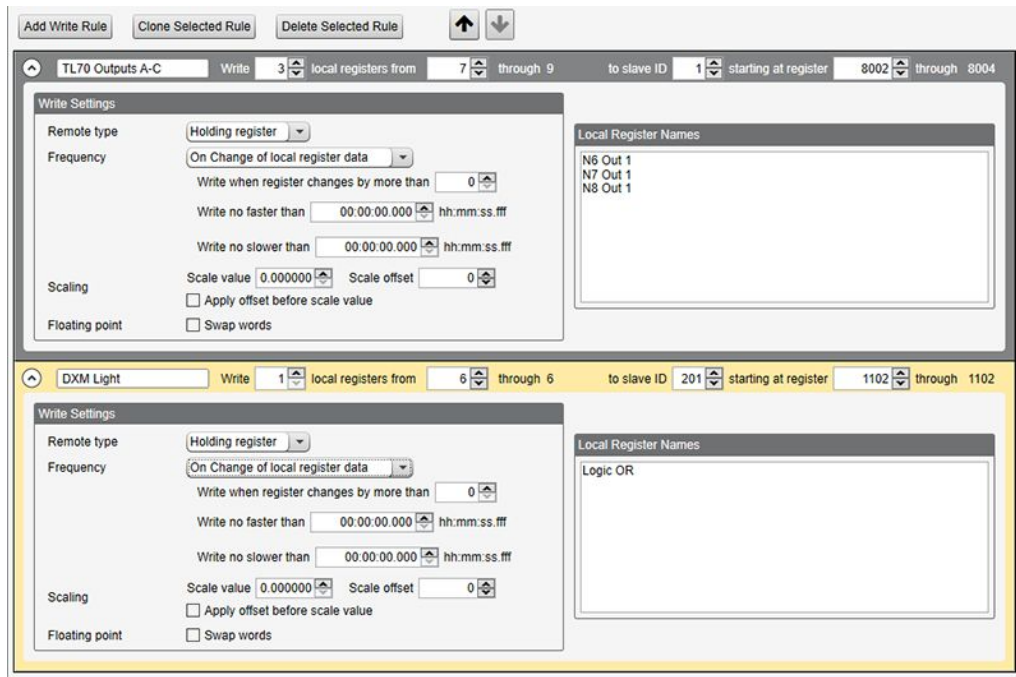 Add Write Rule Clone Selected Rule Delete Selected Rule
TL70 Outputs A-C Write 3 local registers from 7 through 9 to slave ID 1 starting at register 8002 through 8004
Write Settings
Remote type Holding register
Frequency On Change of local register data
Write when register changes by more than 0
Write no faster than 00:00:00.000 hh:mm:ss.fff
Write no slower than 00:00:00.000 hh:mm:ss.fff
Scaling Scale value 0.000000 Scale offset 0
Apply offset before scale value
Floating point Swap words
Local Register Names
N6 Out 1
N7 Out 1
N8 Out 1
DXM Light Write 1 local registers from 6 through 6 to slave ID 201 starting at register 1102 through 1102
Write Settings
Remote type Holding register
Frequency On Change of local register data
Write when register changes by more than 0
Write no faster than 00:00:00.000 hh:mm:ss.fff
Write no slower than 00:00:00.000 hh:mm:ss.fff
Scaling Scale value 0.000000 Scale offset 0
Apply offset before scale value
Floating point Swap words
Local Register Names
Logic OR